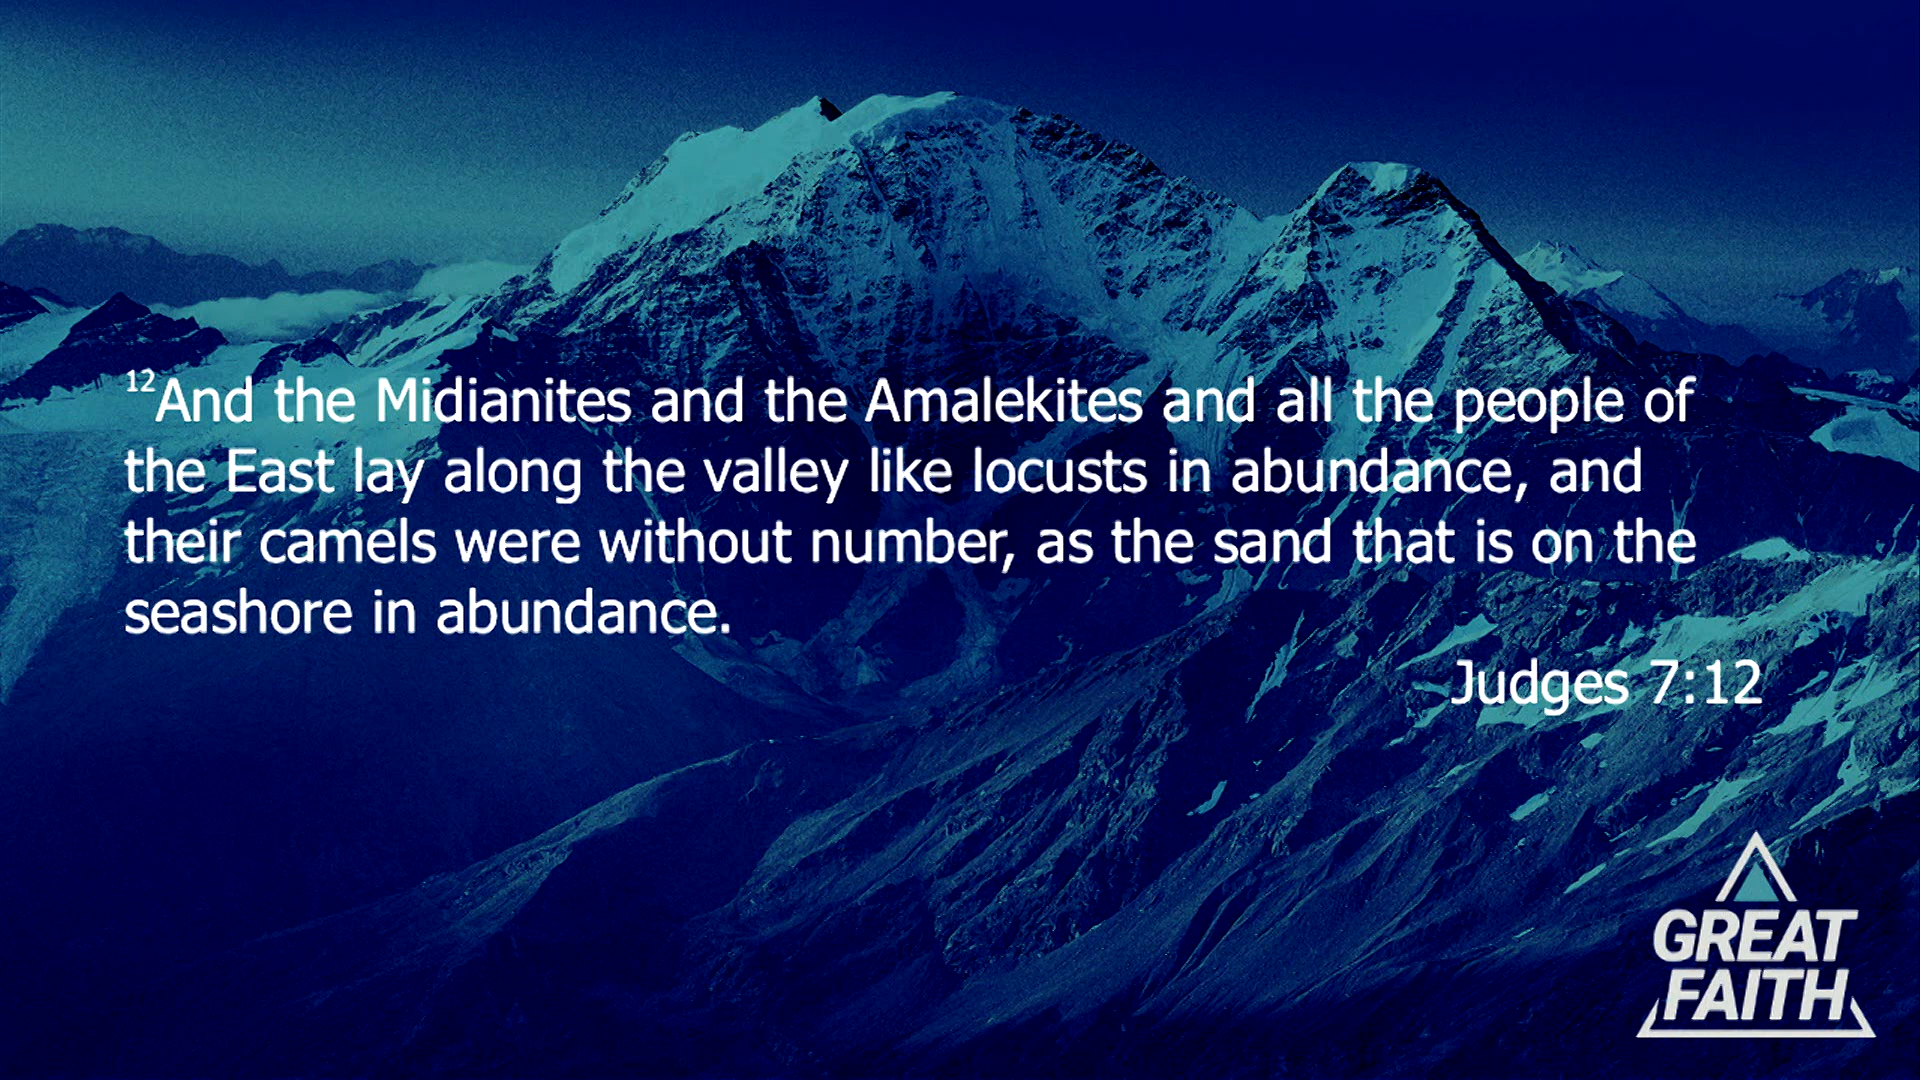 12And the Midianites and the Amalekites and all the people of
the East lay along the valley like locusts in abundance, and
their camels were without number, as the sand that is on the
seashore in abundance.
Judges 7:12
GREAT
FAITH